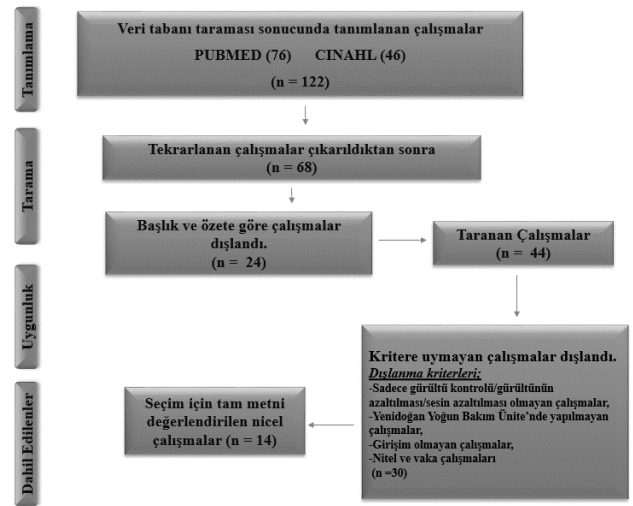 Tanımlama
Veri tabanı taraması sonucunda tanımlanan çalışmalar
PUBMED (76) CINAHL (46)
(n = 122)
Tarama
Tekrarlanan çalışmalar çıkarıldıktan sonra
(n = 68)
Başlık ve özete göre çalışmalar
dışlandı.
(n = 24)
Taranan Çalışmalar
(n = 44)
Uygunluk
Kritere uymayan çalışmalar dışlandı.
Dışlanma kriterleri;
-Sadece gürültü kontrolü/gürültünün
azaltılması/sesin azaltılması olmayan çalışmalar,
-Yenidoğan Yoğun Bakım Ünite’nde yapılmayan
çalışmalar,
-Girişim olmayan çalışmalar,
-Nitel ve vaka çalışmaları
(n =30)
Dahil Edilenler
Seçim için tam metni
değerlendirilen nicel
çalışmalar (n = 14)